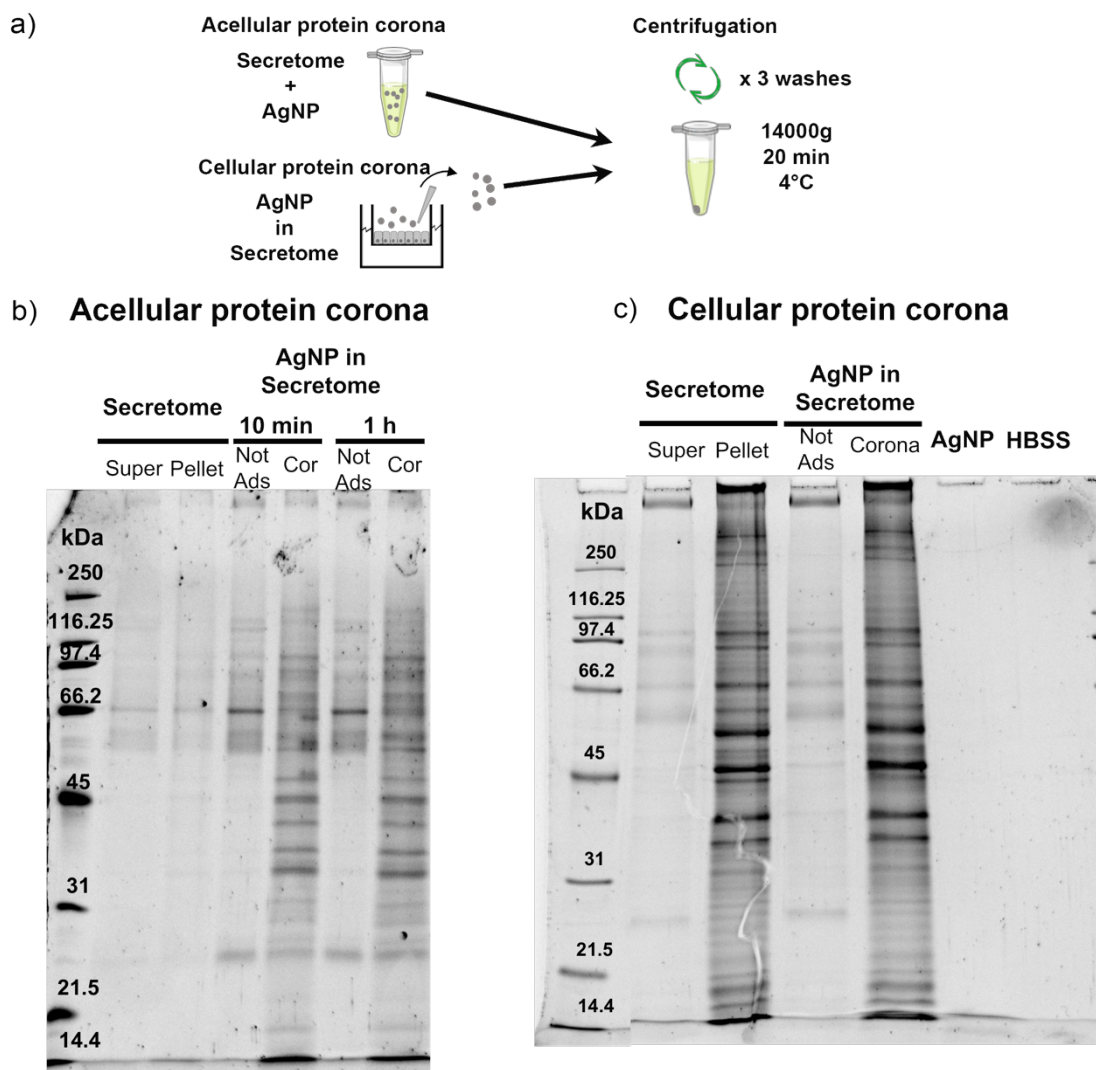 a)
Acellular protein corona
Secretome
+
AgNP
Cellular protein corona
AgNP
in
Secretome
Centrifugation
x 3 washes
14000g
20 min
4°C
b) Acellular protein corona
AgNP in
Secretome
Secretome
10 min 1 h
Super Pellet Not Ads Cor Not Ads Cor
kDa
250
116.25
97.4
66.2
45
31
21.5
14.4
c) Cellular protein corona
Secretome
AgNP in
Secretome
Super Pellet Not Ads Corona AgNP HBSS
kDa
250
116.25
97.4
66.2
45
31
21.5
14.4